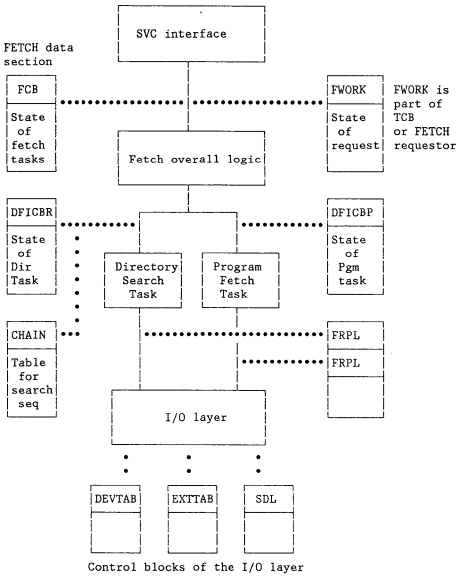 SVC interface
FETCH data
section
FCB
State
of
fetch
tasks
FWORK
State
of
request
FWORK is
part of
TCB
or FETCH
requestor
Fetch overall logic
DFICBR
State
of
Dir
Task
DFICBP
State
of
Pgm
task
Directory
Search
Task
Program
Fetch
Task
CHAIN
Table
for
search
seq
FRPL
FRPL
I/O layer
DEVTAB
EXTTAB
SDL
Control blocks of the I/O layer